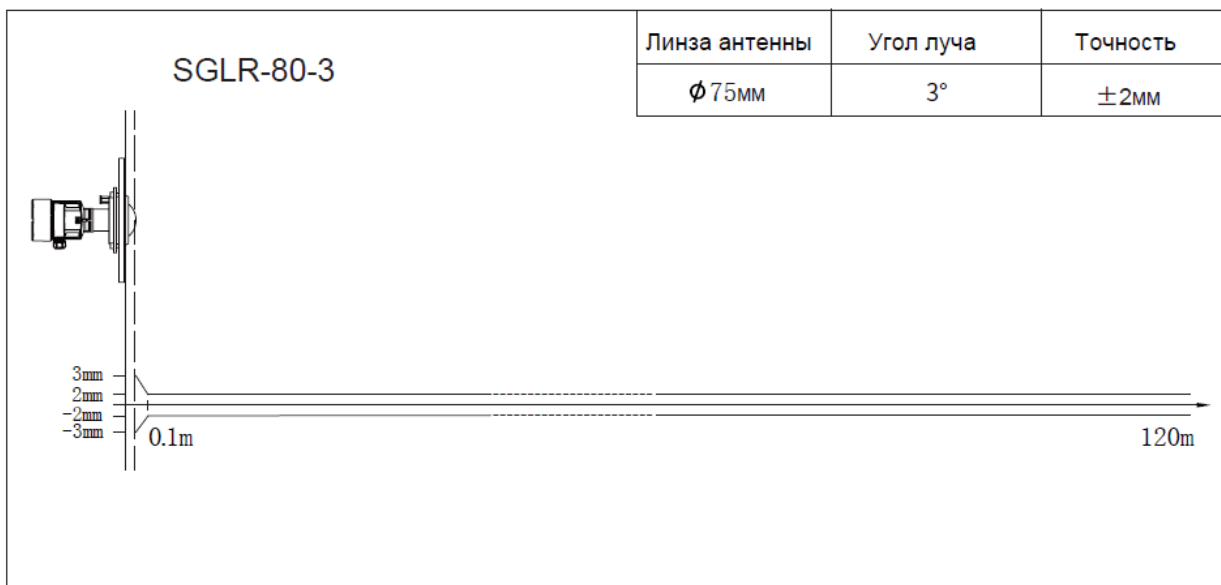 SGLR-80-3
Линза антенны Угол луча Точность
ϕ75мм 3° ±2мм
3mm
2mm
-2mm
-3mm
0.1m 120m